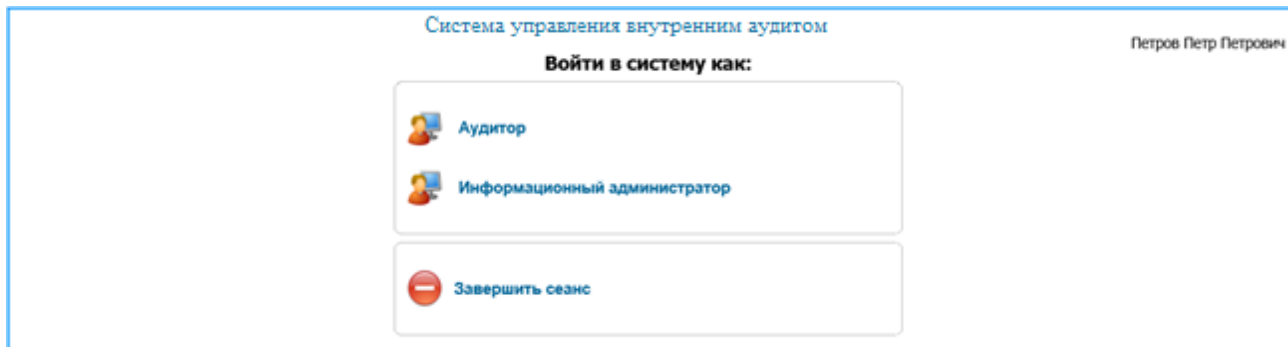 Система управления внутренним аудитом
Петров Петр Петрович
Войти в систему как:
Аудитор
Информационный администратор
Завершить сеанс